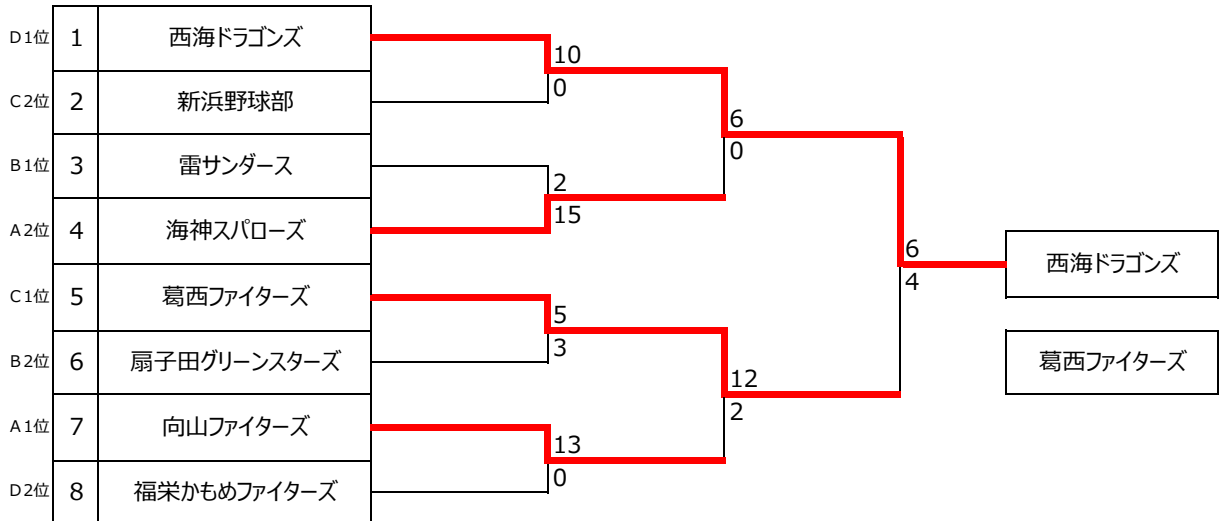 D1位 1 西海ドラゴンズ
10
C2位 2 新浜野球部
0
6
B1位 3 雷サンダース
0
2
A2位 4 海神スパローズ
15
6
西海ドラゴンズ
4
C1位 5 葛西ファイターズ
5
B2位 6 扇子田グリーンスターズ
3
葛西ファイターズ
12
A1位 7 向山ファイターズ
2
13
D2位 8 福栄かもめファイターズ
0